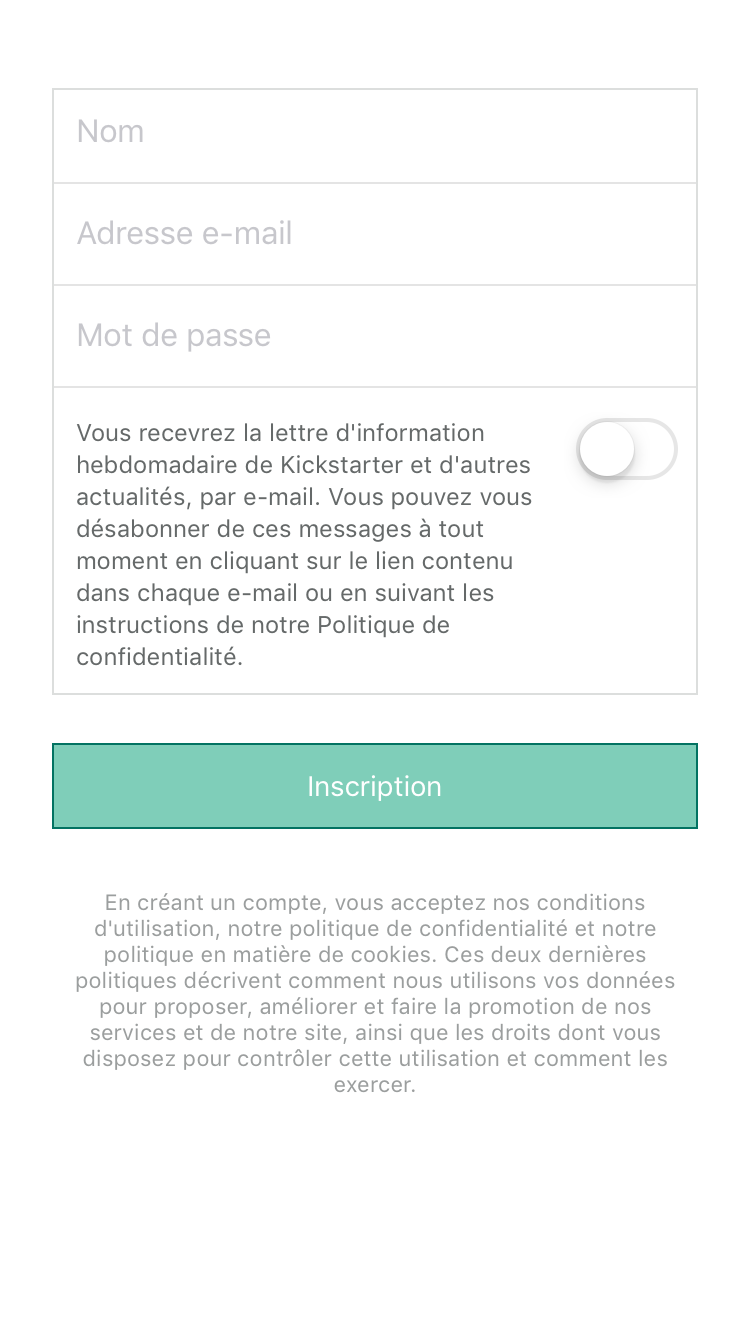 Nom
Adresse e-mail
Mot de passe
Vous recevrez la lettre d'information
hebdomadaire de Kickstarter et d'autres
actualités, par e-mail. Vous pouvez vous
désabonner de ces messages à tout
moment en cliquant sur le lien contenu
dans chaque e-mail ou en suivant les
instructions de notre Politique de
confidentialité.
Inscription
En créant un compte, vous acceptez nos conditions
d'utilisation, notre politique de confidentialité et notre
politique en matière de cookies. Ces deux dernières
politiques décrivent comment nous utilisons vos données
pour proposer, améliorer et faire la promotion de nos
services et de notre site, ainsi que les droits dont vous
disposez pour contrôler cette utilisation et comment les
exercer.